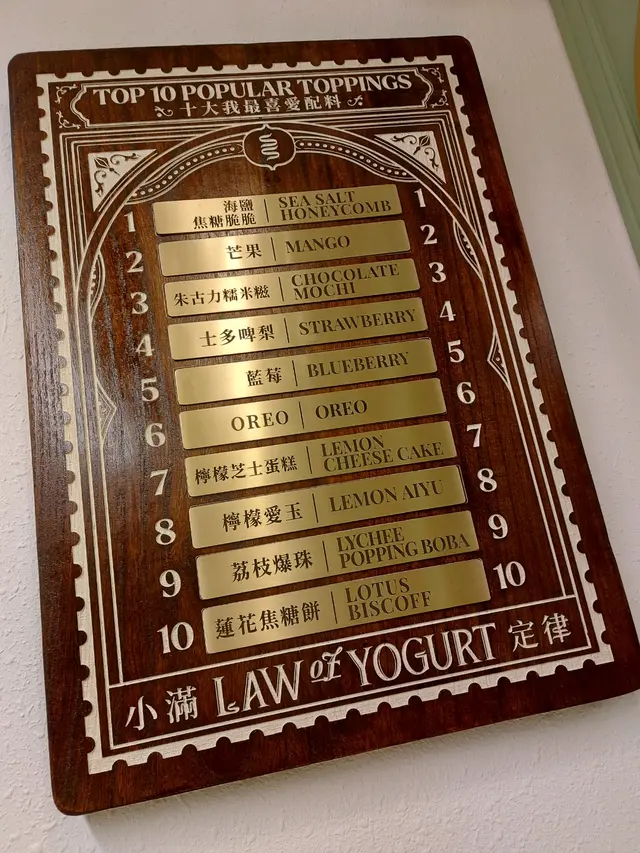 TOP 10 POPULAR TOPPINGS
十大我最喜愛配料
1 海鹽 SEA SALT 1
焦糖脆脆 HONEYCOMB
2 芒果 MANGO 2
3 朱古力糯米糍 CHOCOLATE MOCHI 3
4 士多啤梨 STRAWBERRY 4
5 藍莓 BLUEBERRY 5
6 OREO OREO 6
7 檸檬芝士蛋糕 LEMON CHEESE CAKE 7
8 檸檬愛玉 LEMON AIYU 8
9 荔枝爆珠 LYCHEE POPPING BOBA 9
10 蓮花焦糖餅 LOTUS BISCOFF 10
小滿 LAW of YOGURT 定律